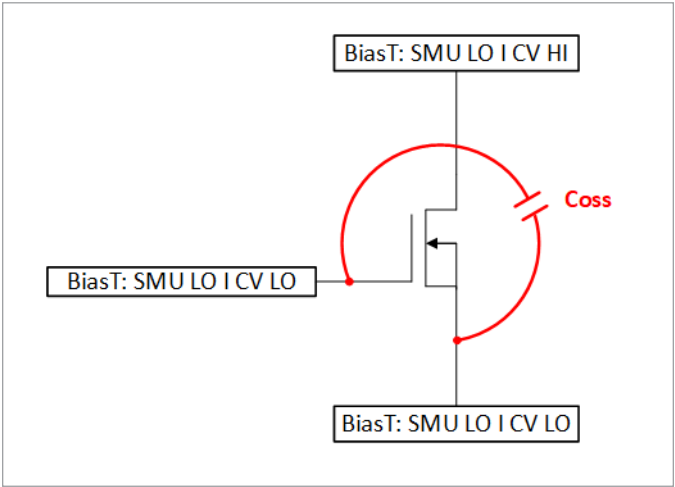 BiasT: SMU LO I CV HI
Coss
BiasT: SMU LO I CV LO
BiasT: SMU LO I CV LO